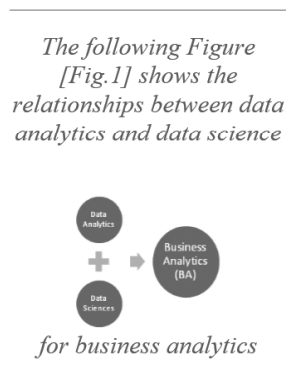 The following Figure
[Fig.1] shows the
relationships between data
analytics and data science
Data
Analytics
Business
Analytics
(BA)
Data
Sciences
for business analytics